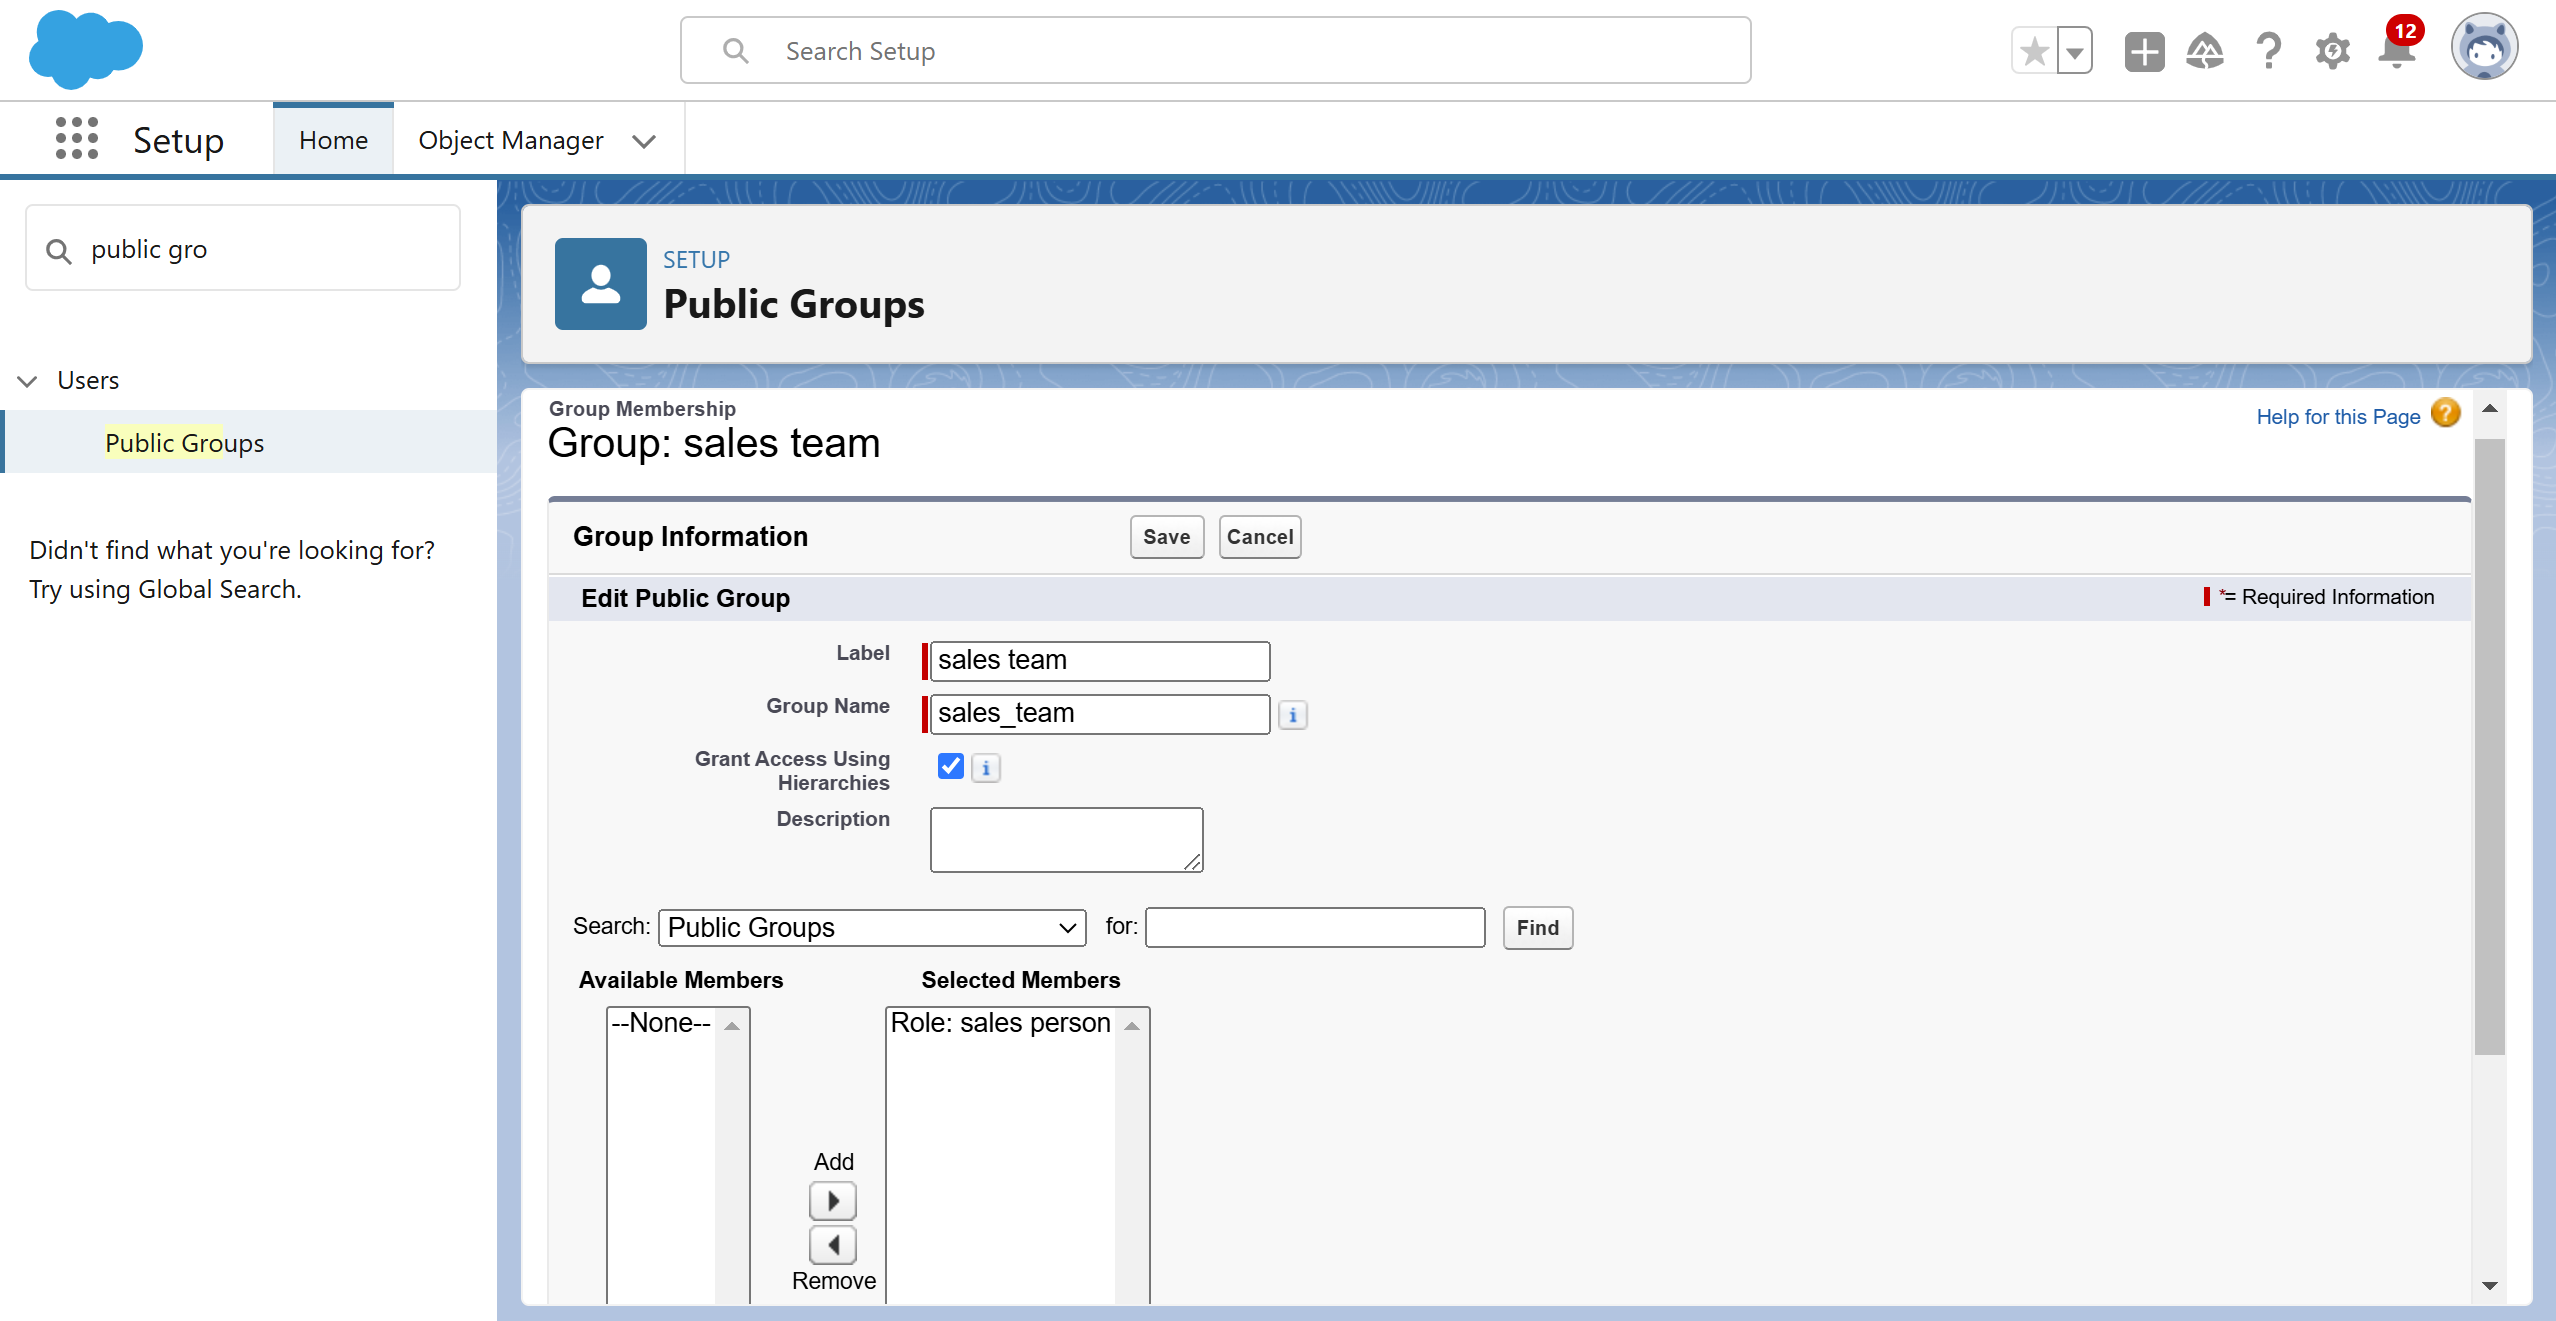 Search Setup
12
Setup
Home
Object Manager
public gro
Users
Public Groups
Didn't find what you're looking for?
Try using Global Search.
SETUP
Public Groups
Group Membership
Group: sales team
Help for this Page
?
Group Information
Save
Cancel
Edit Public Group
*= Required Information
Label
sales team
Group Name
sales_team
i
Grant Access Using
Hierarchies
i
Description
Search:
Public Groups
for:
Find
Available Members
Selected Members
--None--
Role: sales person
Add
Remove